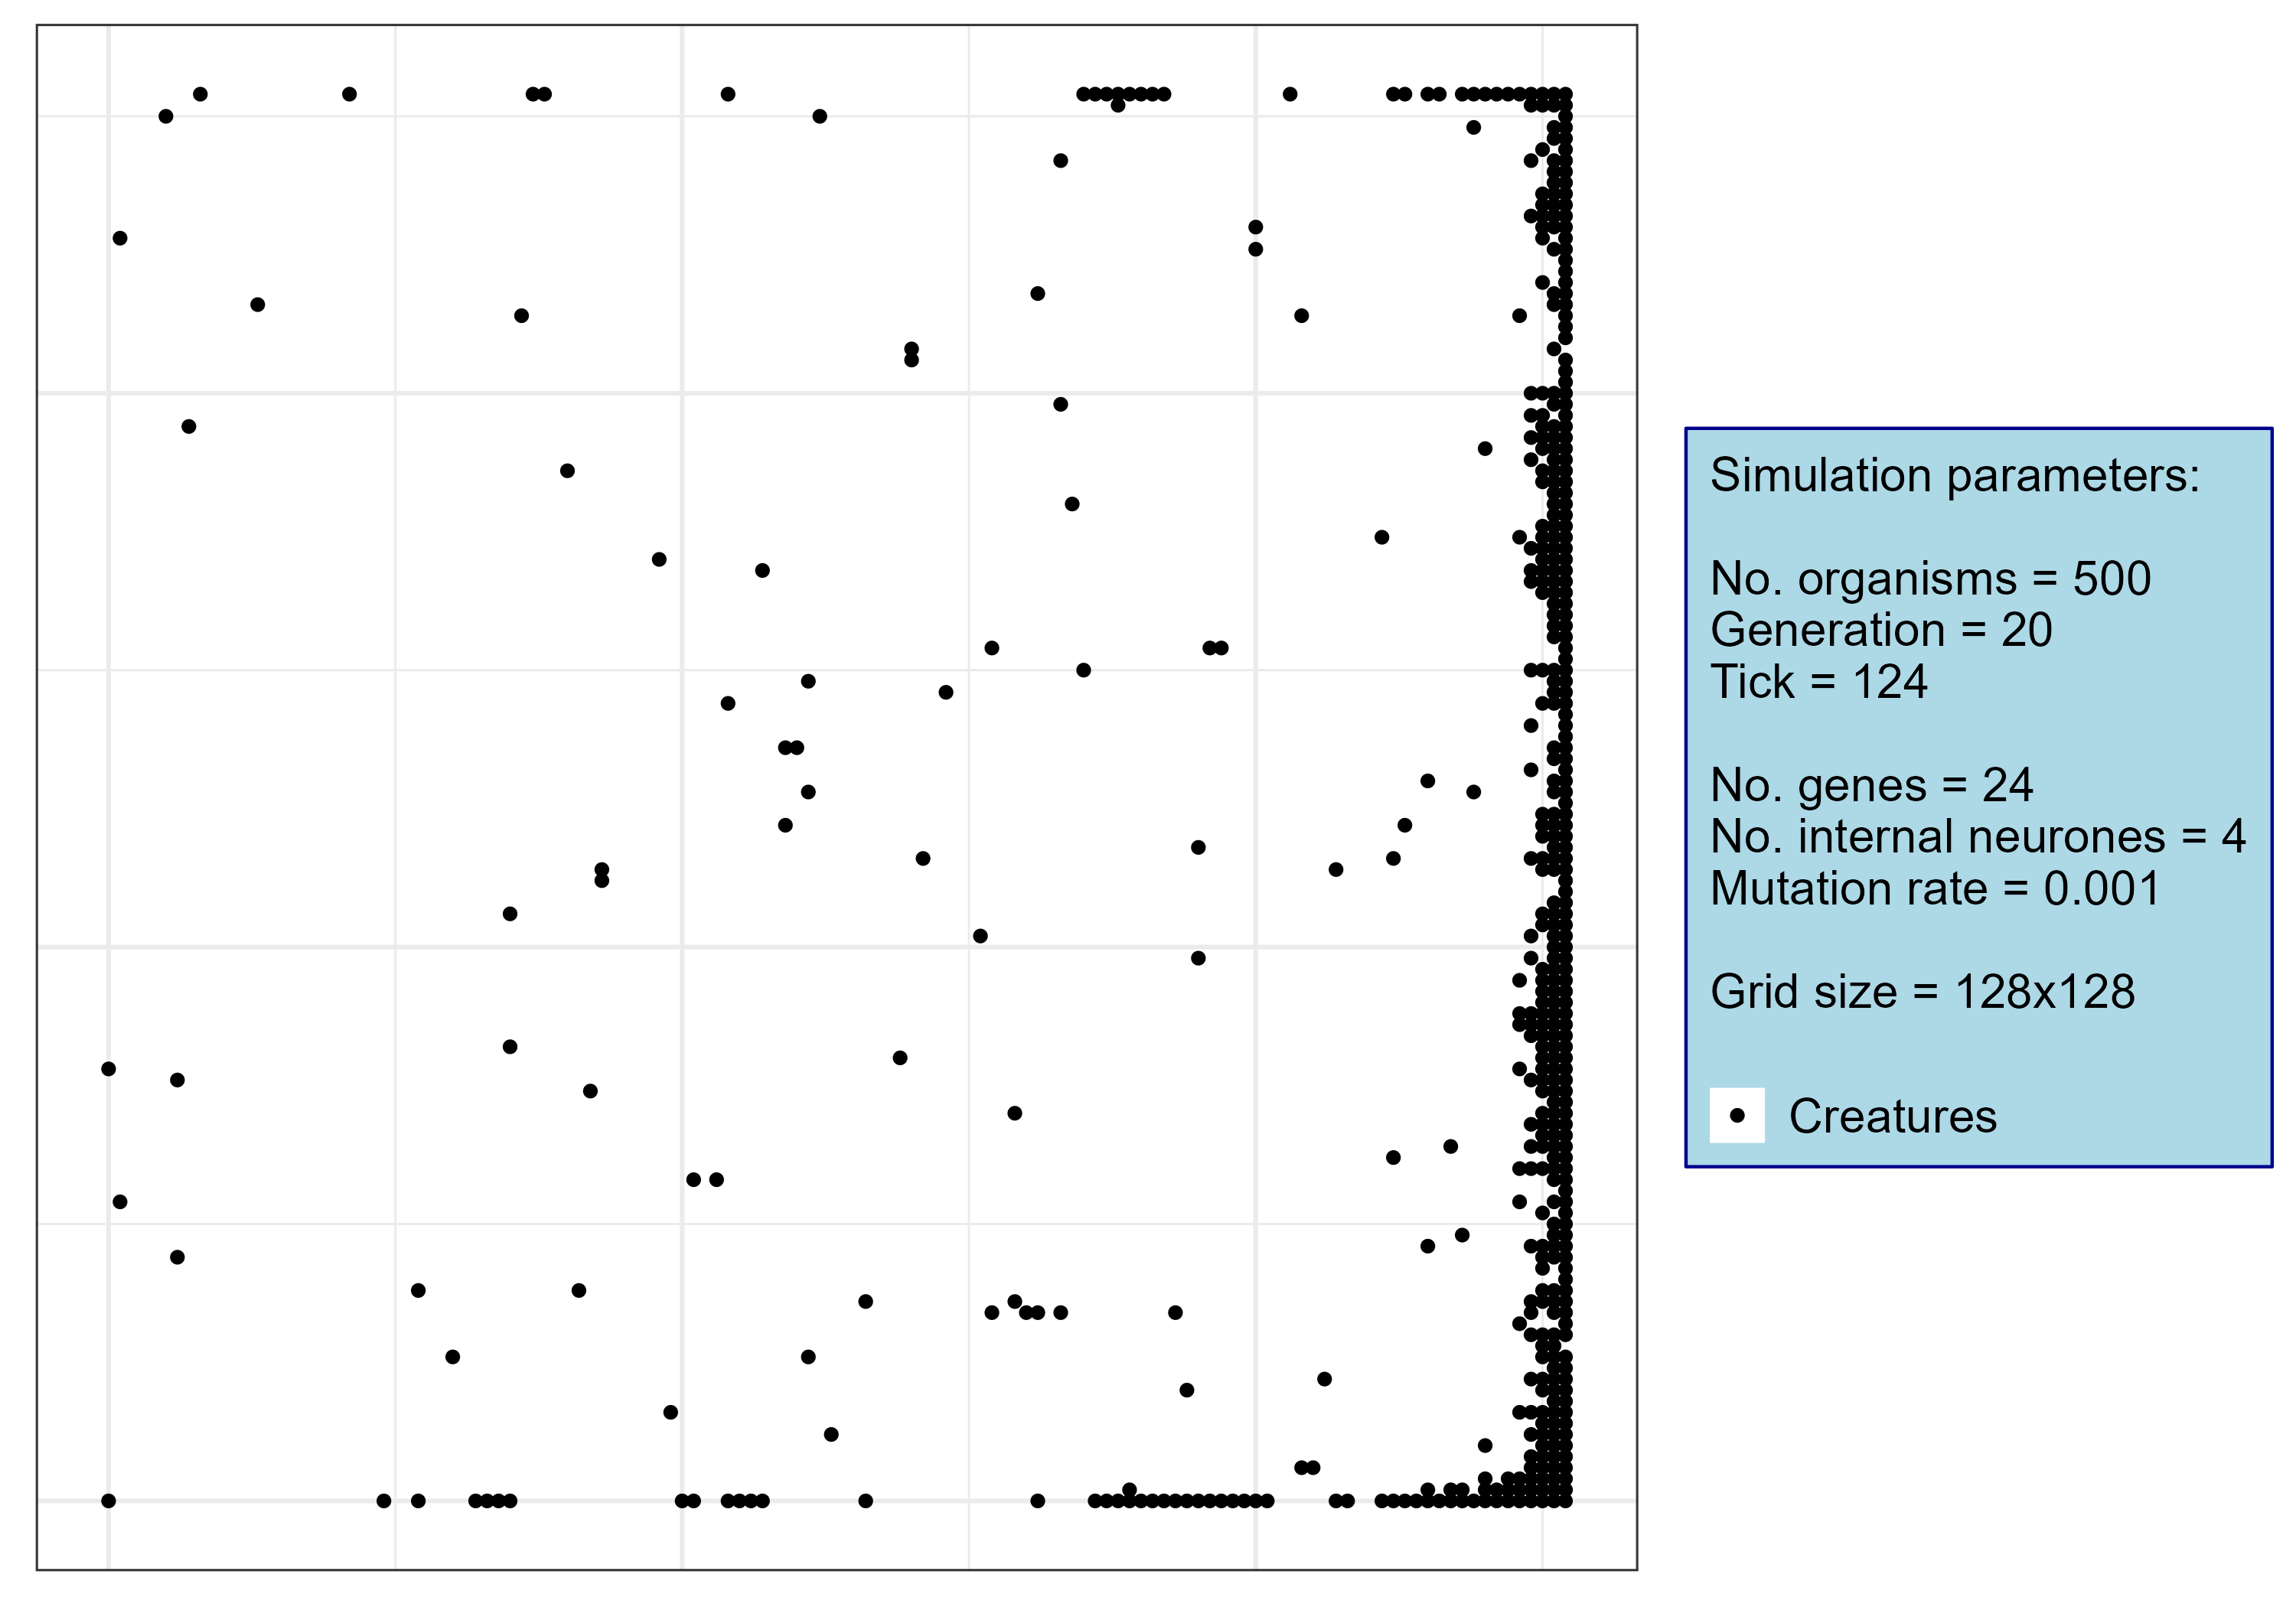 Simulation parameters:
No. organisms = 500
Generation = 20
Tick = 124
No. genes = 24
No. internal neurones = 4
Mutation rate = 0.001
Grid size = 128x128
Creatures